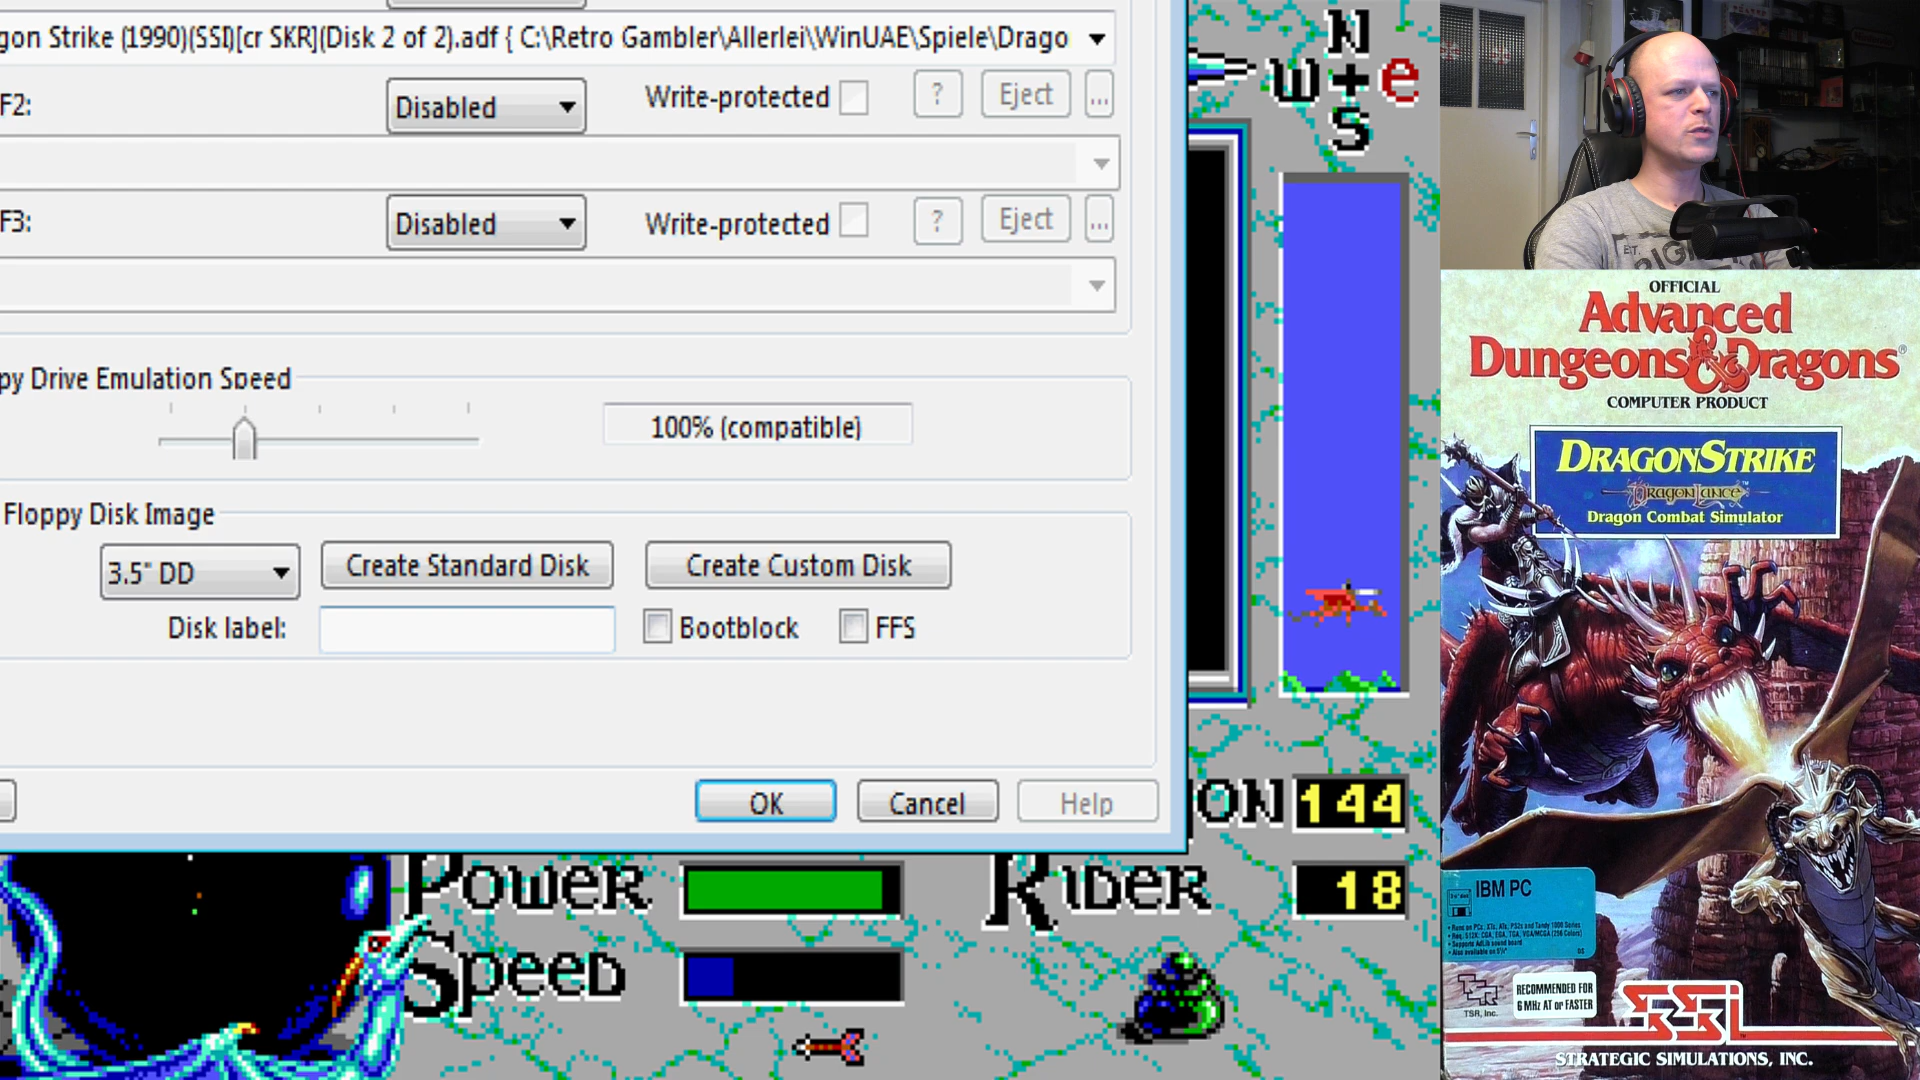 gon Strike (1990)(SSI)[cr SKR](Disk 2 of 2).adf { C:\Retro Gambler\Allerlei\WinUAE\Spiele\Drago
F2:
Disabled
Write-protected
?
Eject
...
F3:
Disabled
Write-protected
?
Eject
...
py Drive Emulation Speed
100% (compatible)
Floppy Disk Image
3.5" DD
Create Standard Disk
Create Custom Disk
Disk label:
Bootblock
FFS
OK
Cancel
Help
N
W+e
S
ON 144
Power
Rider 18
Speed
OFFICIAL
Advanced
Dungeons & Dragons®
COMPUTER PRODUCT
DRAGONSTRIKE
DRAGONLANCE™
Dragon Combat Simulator
IBM PC
TSR, Inc.
RECOMMENDED FOR
6 MHz AT or FASTER
SSI
STRATEGIC SIMULATIONS, INC.